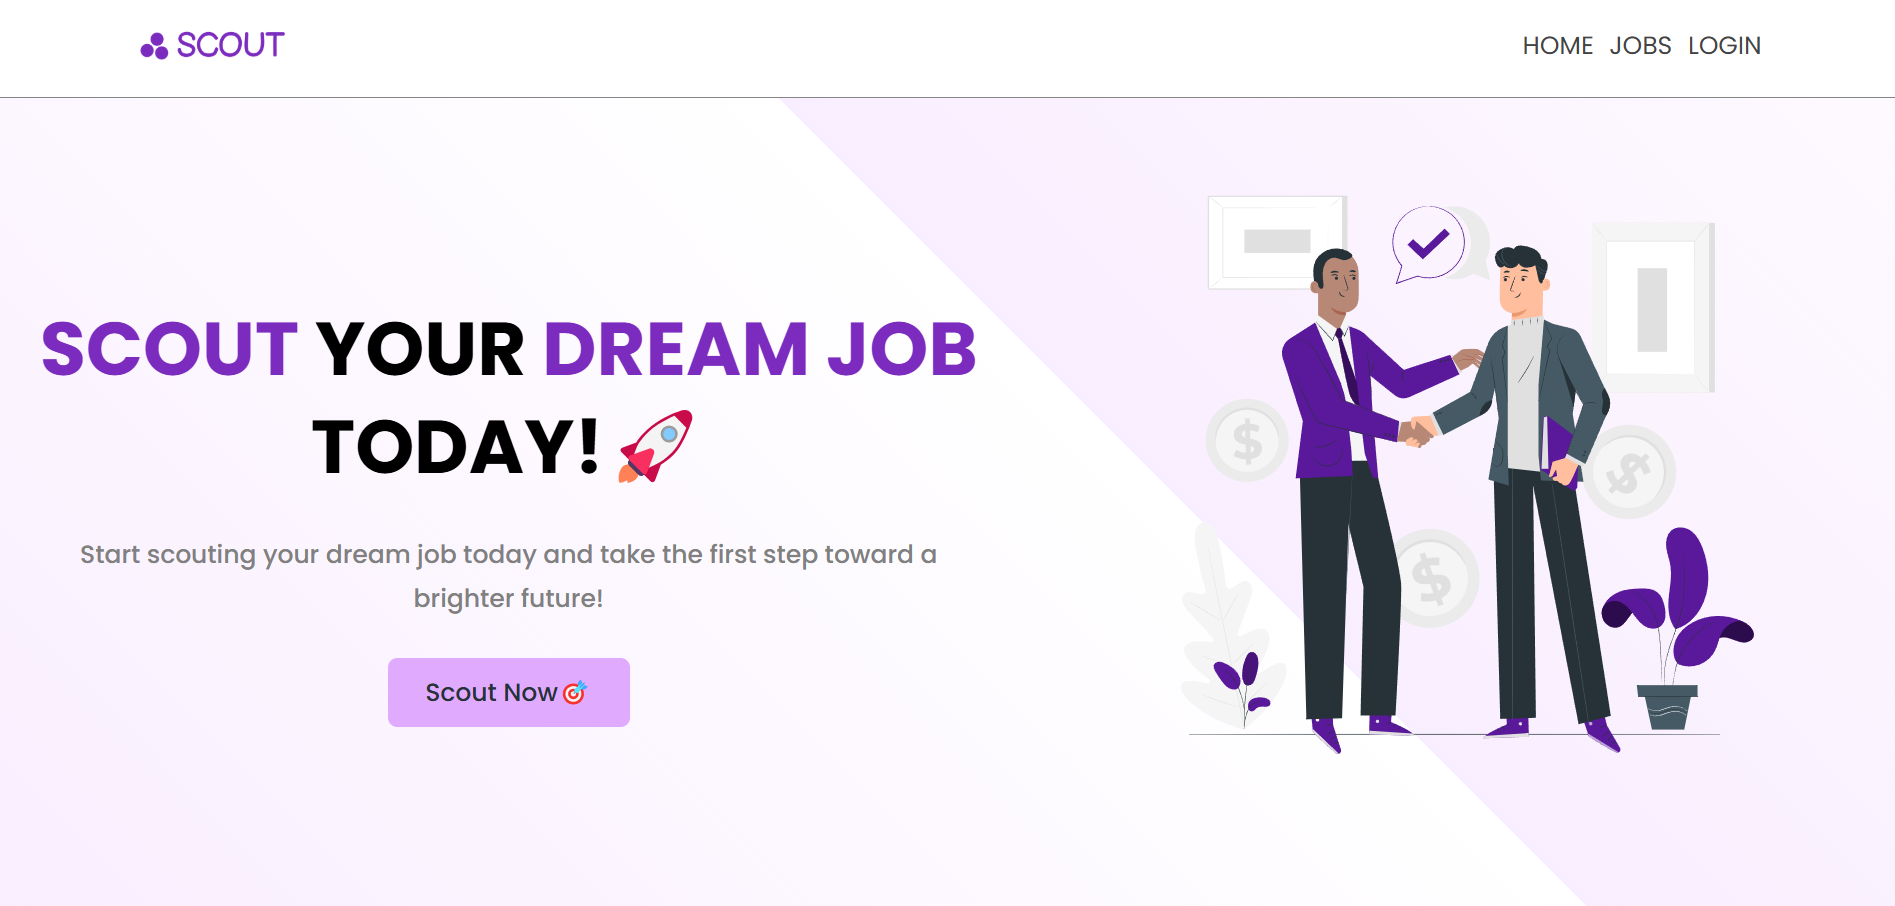 SCOUT
HOME JOBS LOGIN
SCOUT YOUR DREAM JOB
TODAY! 🚀
Start scouting your dream job today and take the first step toward a
brighter future!
Scout Now🎯
$
$
$